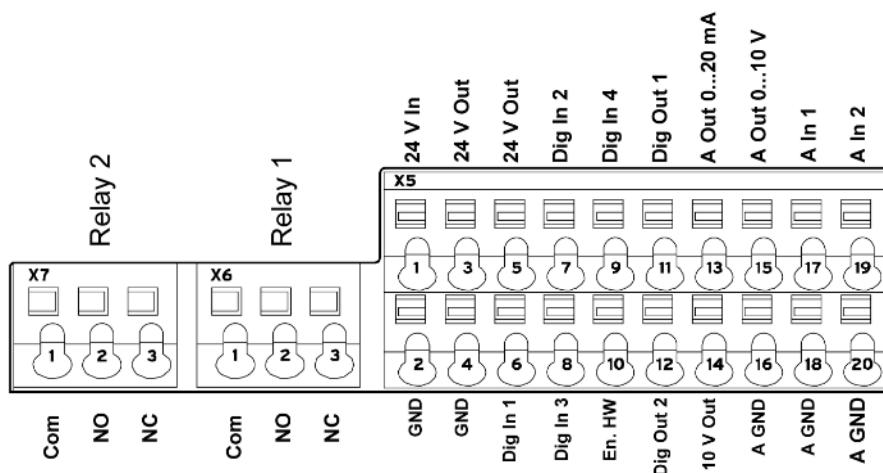 24 V In
24 V Out
24 V Out
Dig In 2
Dig In 4
Dig Out 1
A Out 0...20 mA
A Out 0...10 V
A In 1
A In 2
Relay 2
Relay 1
X5
1 3 5 7 9 11 13 15 17 19
X7
X6
1 2 3
1 2 3
2 4 6 8 10 12 14 16 18 20
Com
NO
NC
Com
NO
NC
GND
GND
Dig In 1
Dig In 3
En. HW
Dig Out 2
10 V Out
A GND
A GND
A GND